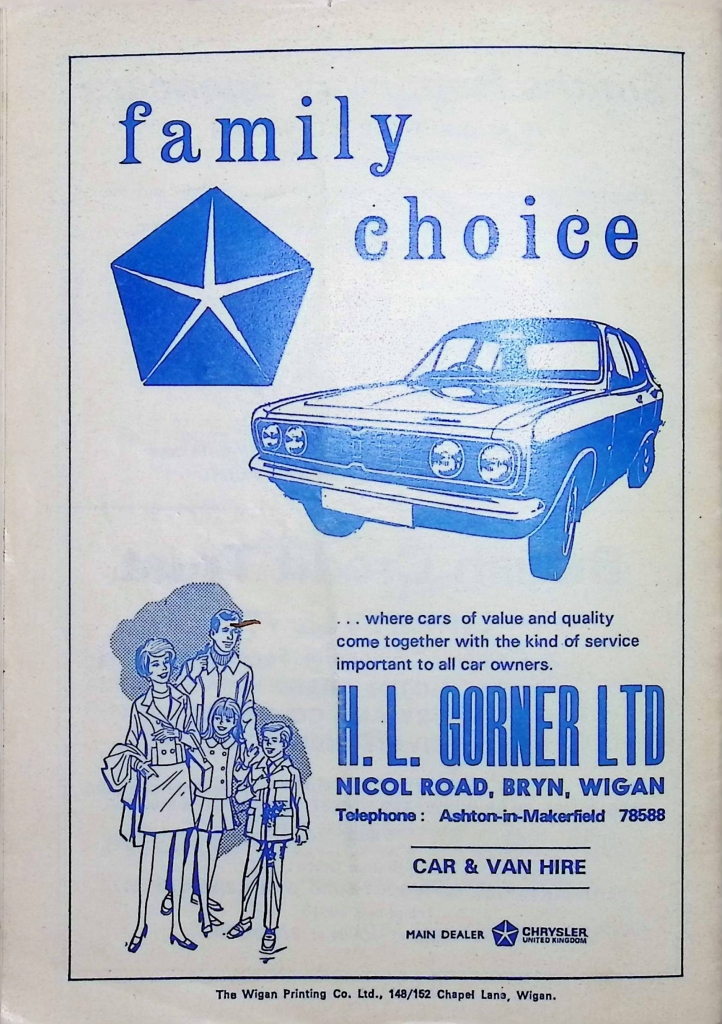 family
choice
... where cars of value and quality
come together with the kind of service
important to all car owners.
H. L. GORNER LTD
NICOL ROAD, BRYN, WIGAN
Telephone: Ashton-in-Makerfield 78588
CAR & VAN HIRE
MAIN DEALER CHRYSLER
UNITED KINGDOM
The Wigan Printing Co. Ltd., 148/152 Chapel Lane, Wigan.